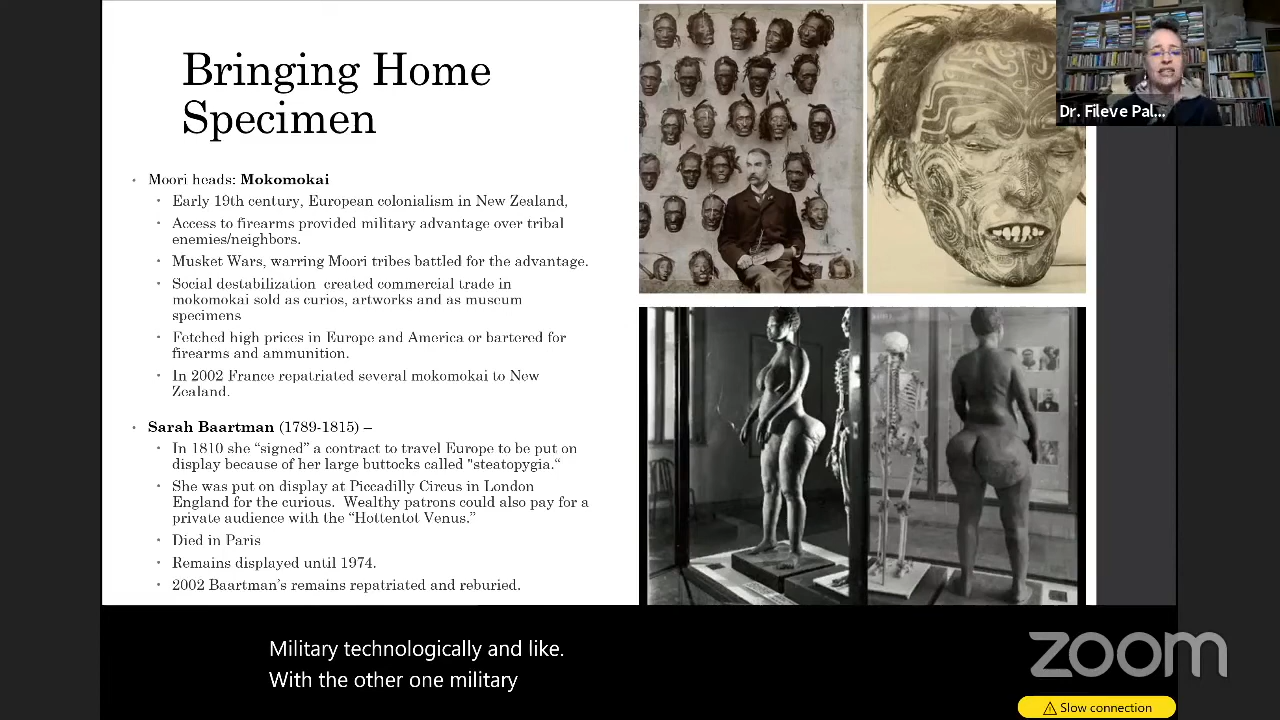 Bringing Home
Specimen
• Moori heads: Mokomokai
• Early 19th century, European colonialism in New Zealand,
• Access to firearms provided military advantage over tribal
enemies/neighbors.
• Musket Wars, warring Moori tribes battled for the advantage.
• Social destabilization created commercial trade in
mokomokai sold as curios, artworks and as museum
specimens
• Fetched high prices in Europe and America or bartered for
firearms and ammunition.
• In 2002 France repatriated several mokomokai to New
Zealand.
• Sarah Baartman (1789-1815) –
• In 1810 she “signed” a contract to travel Europe to be put on
display because of her large buttocks called "steatopygia.“
• She was put on display at Piccadilly Circus in London
England for the curious. Wealthy patrons could also pay for a
private audience with the “Hottentot Venus.”
• Died in Paris
• Remains displayed until 1974.
• 2002 Baartman’s remains repatriated and reburied.
Dr. Fileve Pal...
Military technologically and like.
With the other one military
zoom
Slow connection